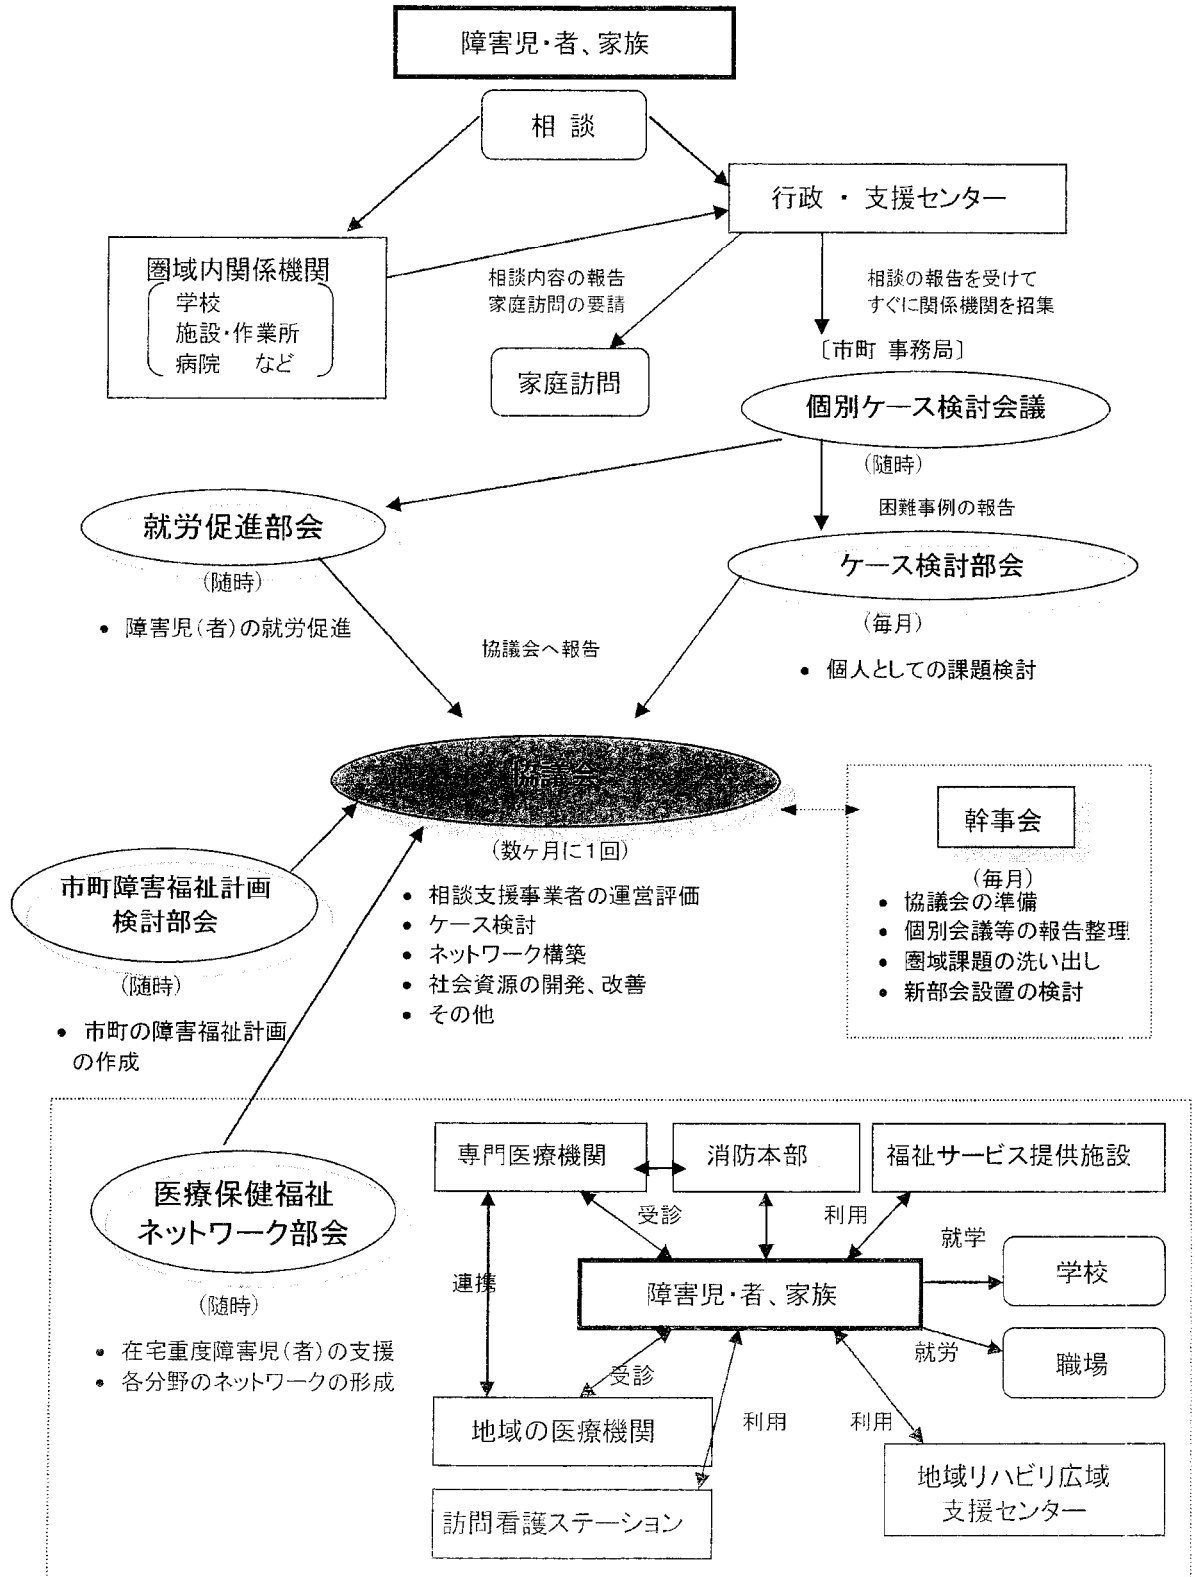 障害児・者、家族
相 談
行政 ・ 支援センター
圏域内関係機関
学校
施設・作業所
病院 など
相談内容の報告
家庭訪問の要請
相談の報告を受けて
すぐに関係機関を招集
〔市町 事務局〕
家庭訪問
個別ケース検討会議
(随時)
困難事例の報告
就労促進部会
(随時)
• 障害児(者)の就労促進
ケース検討部会
(毎月)
• 個人としての課題検討
協議会へ報告
協議会
(数ヶ月に1回)
• 相談支援事業者の運営評価
• ケース検討
• ネットワーク構築
• 社会資源の開発、改善
• その他
幹事会
(毎月)
• 協議会の準備
• 個別会議等の報告整理
• 圏域課題の洗い出し
• 新部会設置の検討
市町障害福祉計画
検討部会
(随時)
• 市町の障害福祉計画
の作成
医療保健福祉
ネットワーク部会
(随時)
• 在宅重度障害児(者)の支援
• 各分野のネットワークの形成
専門医療機関
消防本部
福祉サービス提供施設
受診
利用
就学
連携
障害児・者、家族
学校
就労
職場
受診
利用
利用
地域の医療機関
訪問看護ステーション
地域リハビリ広域
支援センター